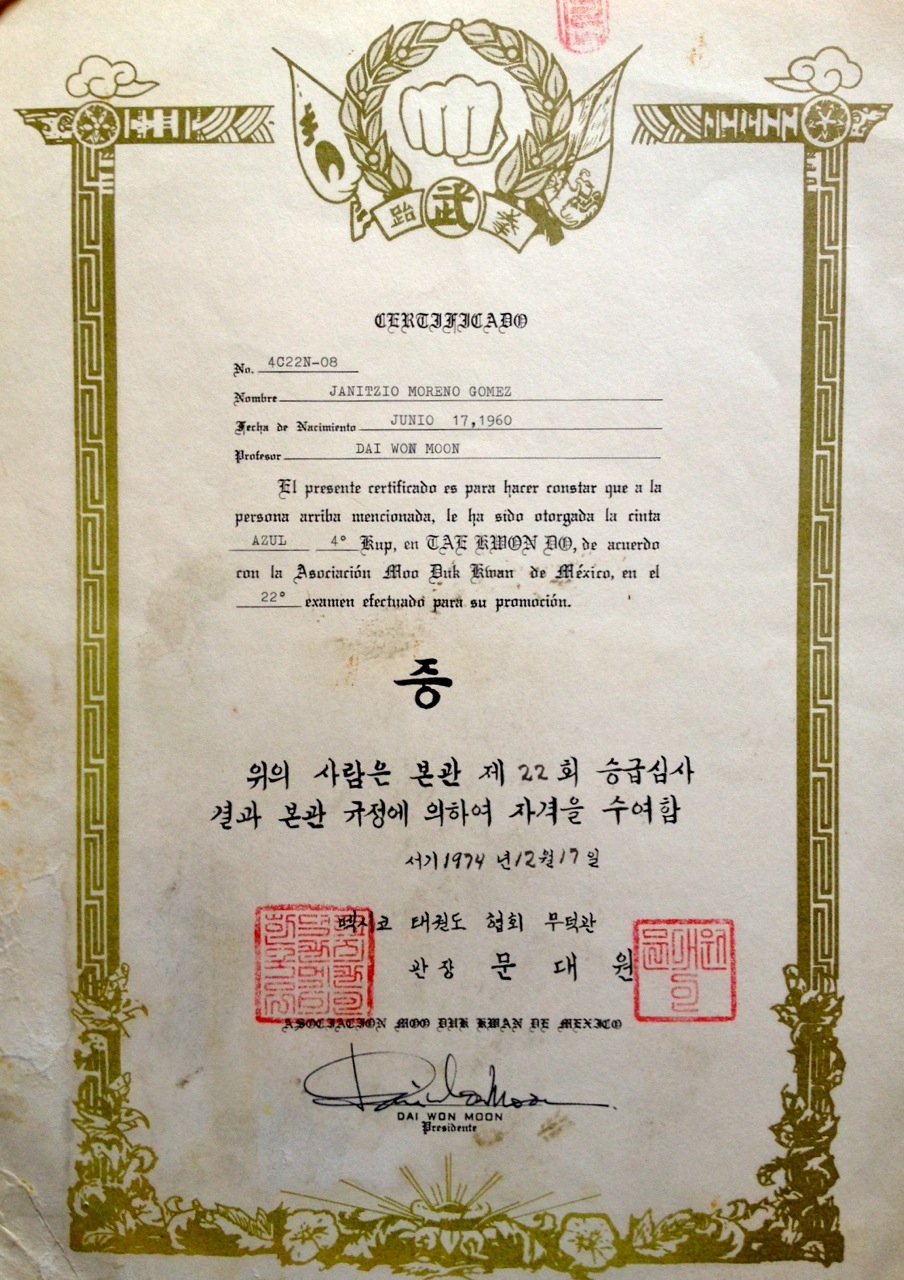 跆 武 拳
CERTIFICADO
No. 4C22N-08
Nombre JANITZIO MORENO GOMEZ
Fecha de Nacimiento JUNIO 17,1960
Profesor DAI WON MOON
El presente certificado es para hacer constar que a la
persona arriba mencionada, le ha sido otorgada la cinta
AZUL 4° Kup, en TAE KWON DO, de acuerdo
con la Asociación Moo Duk Kwan de México, en el
22° examen efectuado para su promoción.
증
위의 사람은 본관 제 22 회 승급심사
결과 본관 규정에 의하여 자격을 수여함
서기 1974 년 12 월 17 일
멕시코 태권도 협회 무덕관
관장 문 대 원
ASOCIACION MOO DUK KWAN DE MEXICO
Dai Won Moon
DAI WON MOON
Presidente